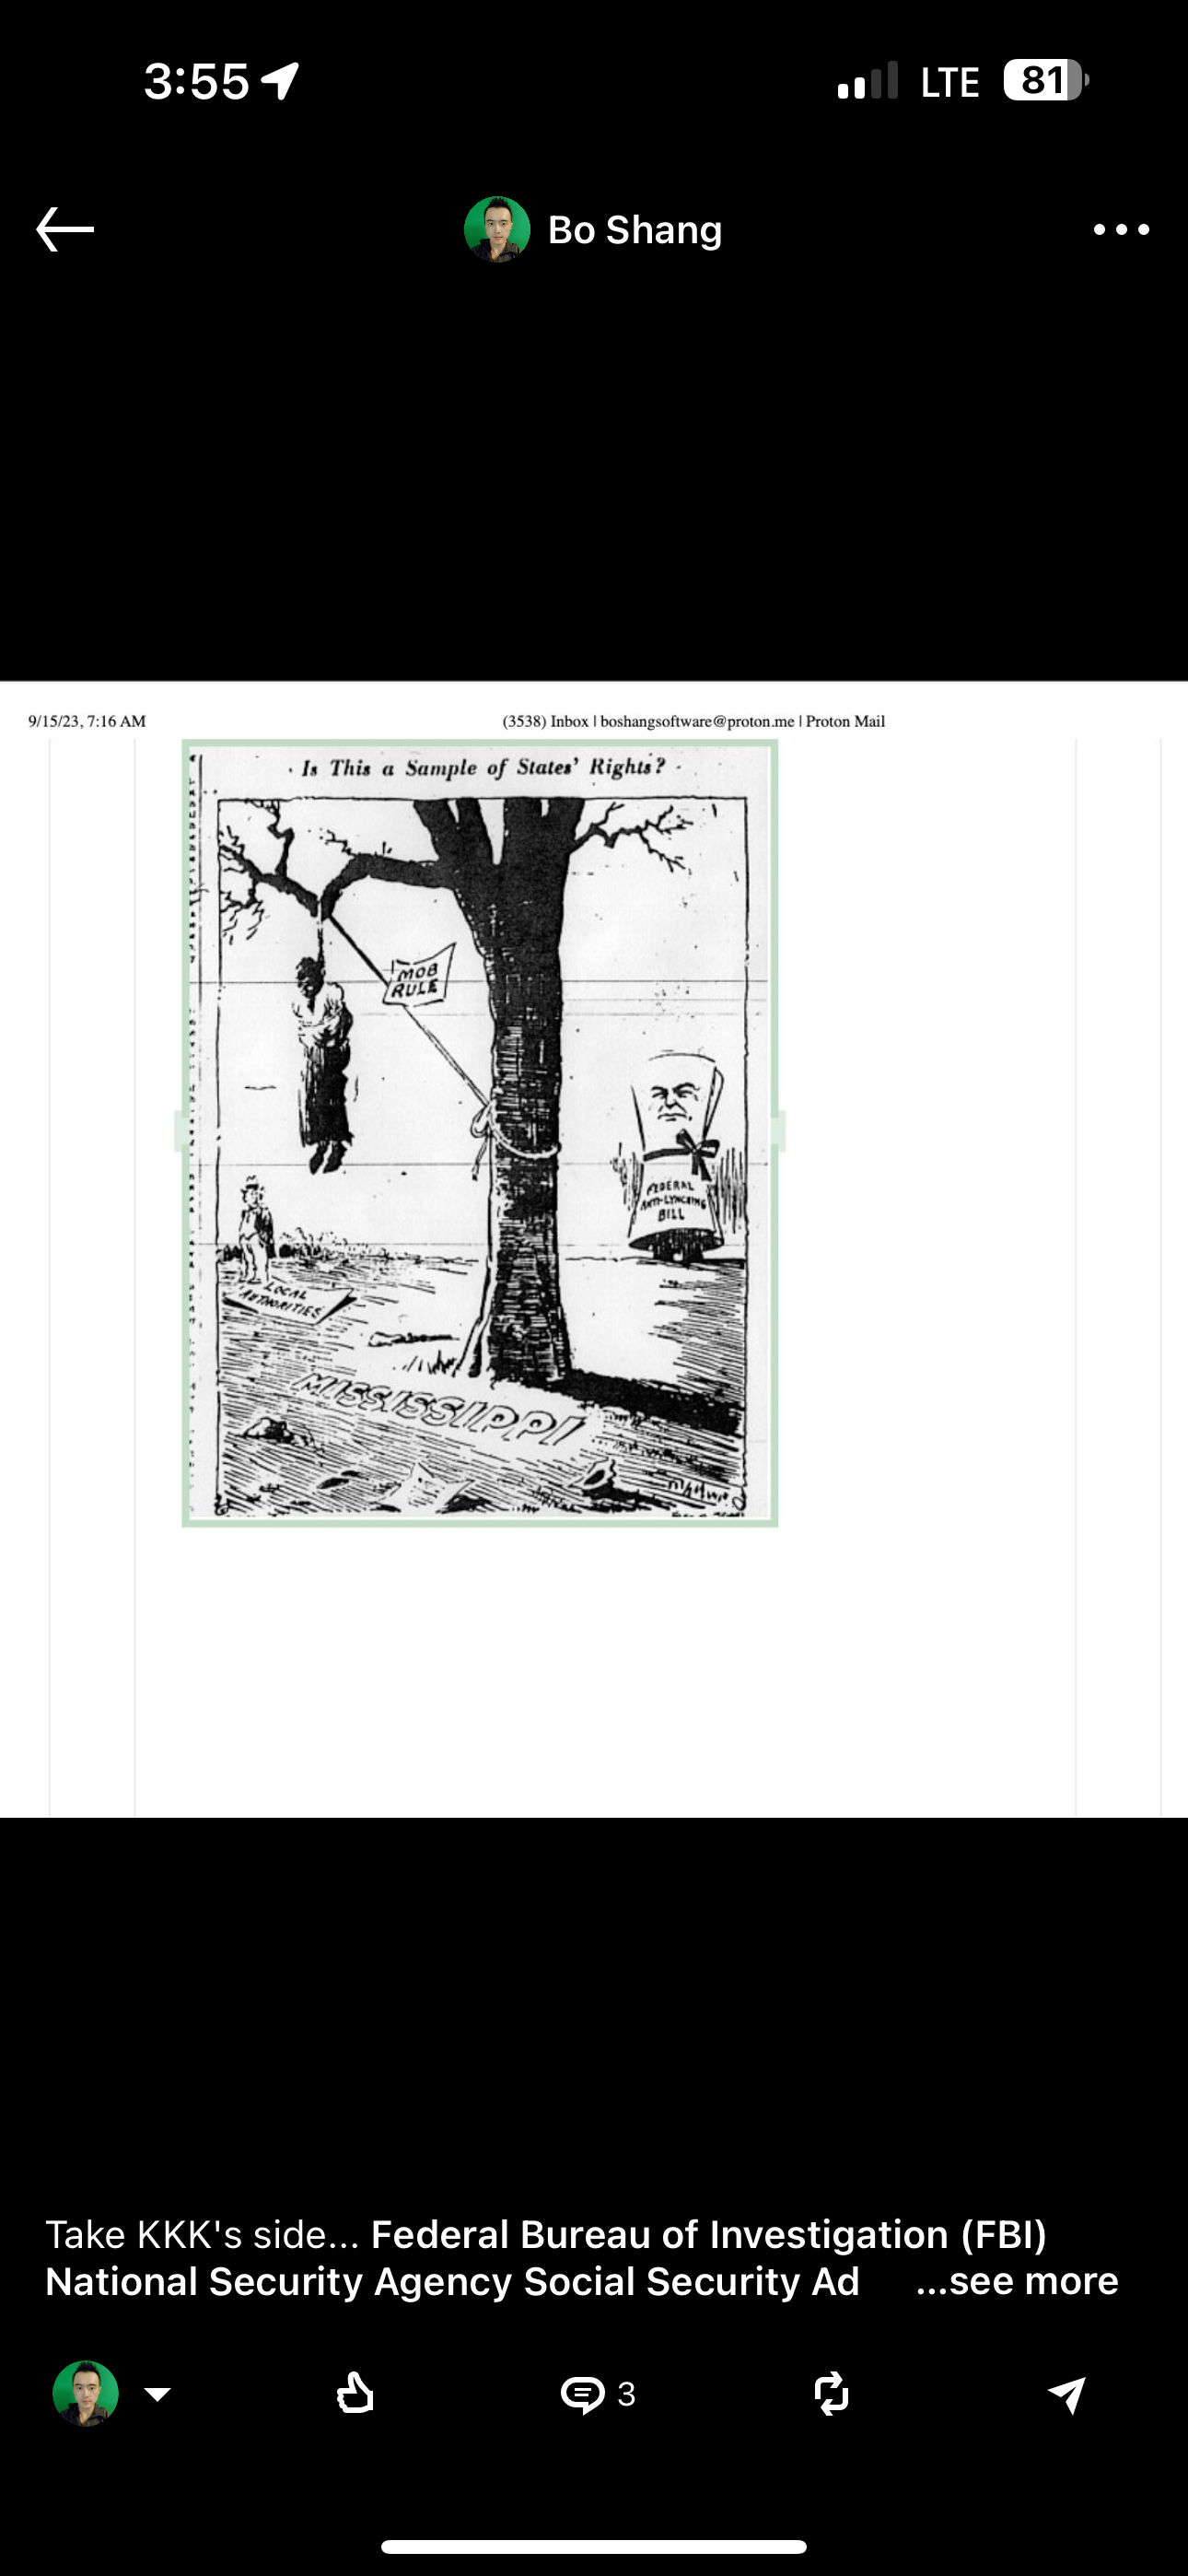 3:55
LTE
81
Bo Shang
9/15/23, 7:16 AM
(3538) Inbox | boshangsoftware@proton.me | Proton Mail
Is This a Sample of States' Rights?
MOB
RULE
FEDERAL
ANTI-LYNCHING
BILL
LOCAL
AUTHORITIES
MISSISSIPPI
Take KKK's side... Federal Bureau of Investigation (FBI)
National Security Agency Social Security Ad ...see more
3